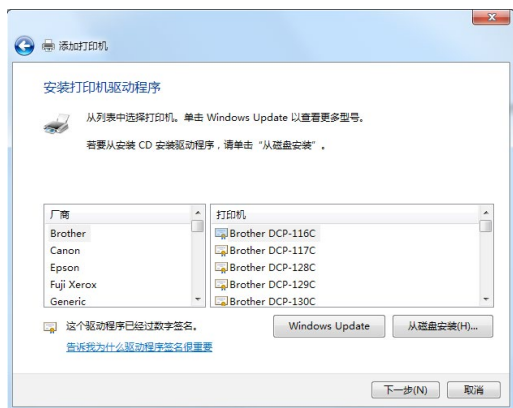 添加打印机
安装打印机驱动程序
从列表中选择打印机。单击 Windows Update 以查看更多型号。
若要从安装 CD 安装驱动程序，请单击“从磁盘安装”。
厂商
Brother
Canon
Epson
Fuji Xerox
Generic
打印机
Brother DCP-116C
Brother DCP-117C
Brother DCP-128C
Brother DCP-129C
Brother DCP-130C
这个驱动程序已经过数字签名。
告诉我为什么驱动程序签名很重要
Windows Update
从磁盘安装(H)...
下一步(N)
取消